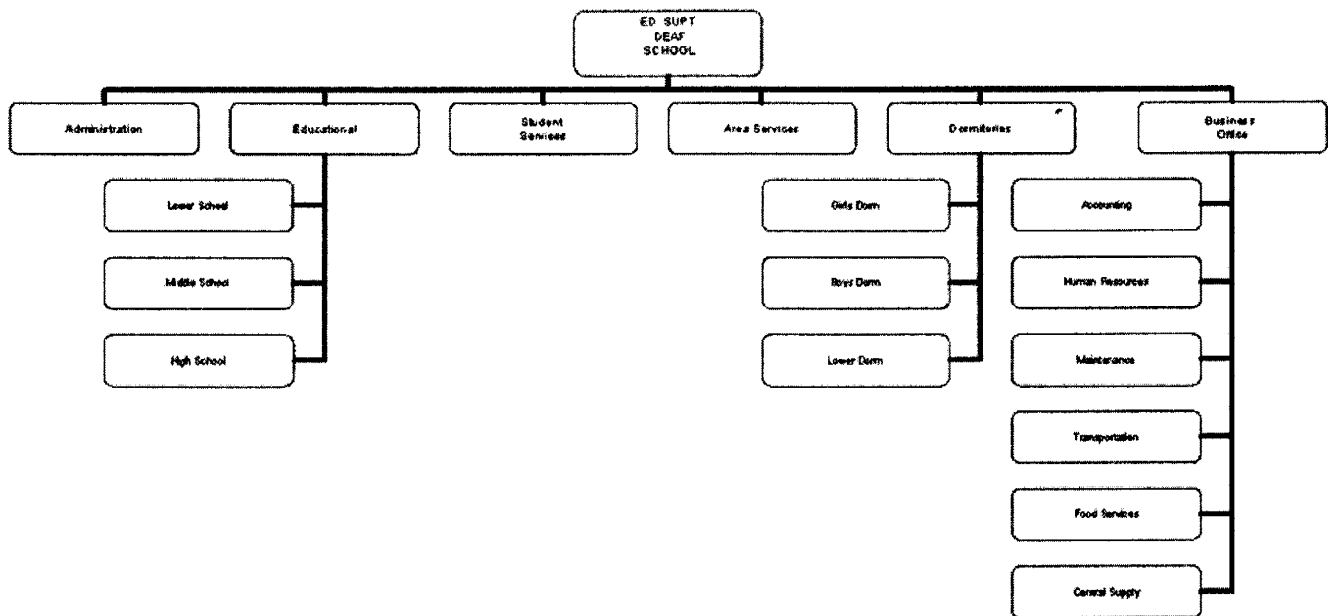 ED SUPT
DEAF
SCHOOL
Administration
Educational
Student
Services
Area Services
Dormitories
Business
Office
Lower School
Girls Dorm
Accounting
Middle School
Boys Dorm
Human Resources
High School
Lower Dorm
Maintenance
Transportation
Food Services
Central Supply